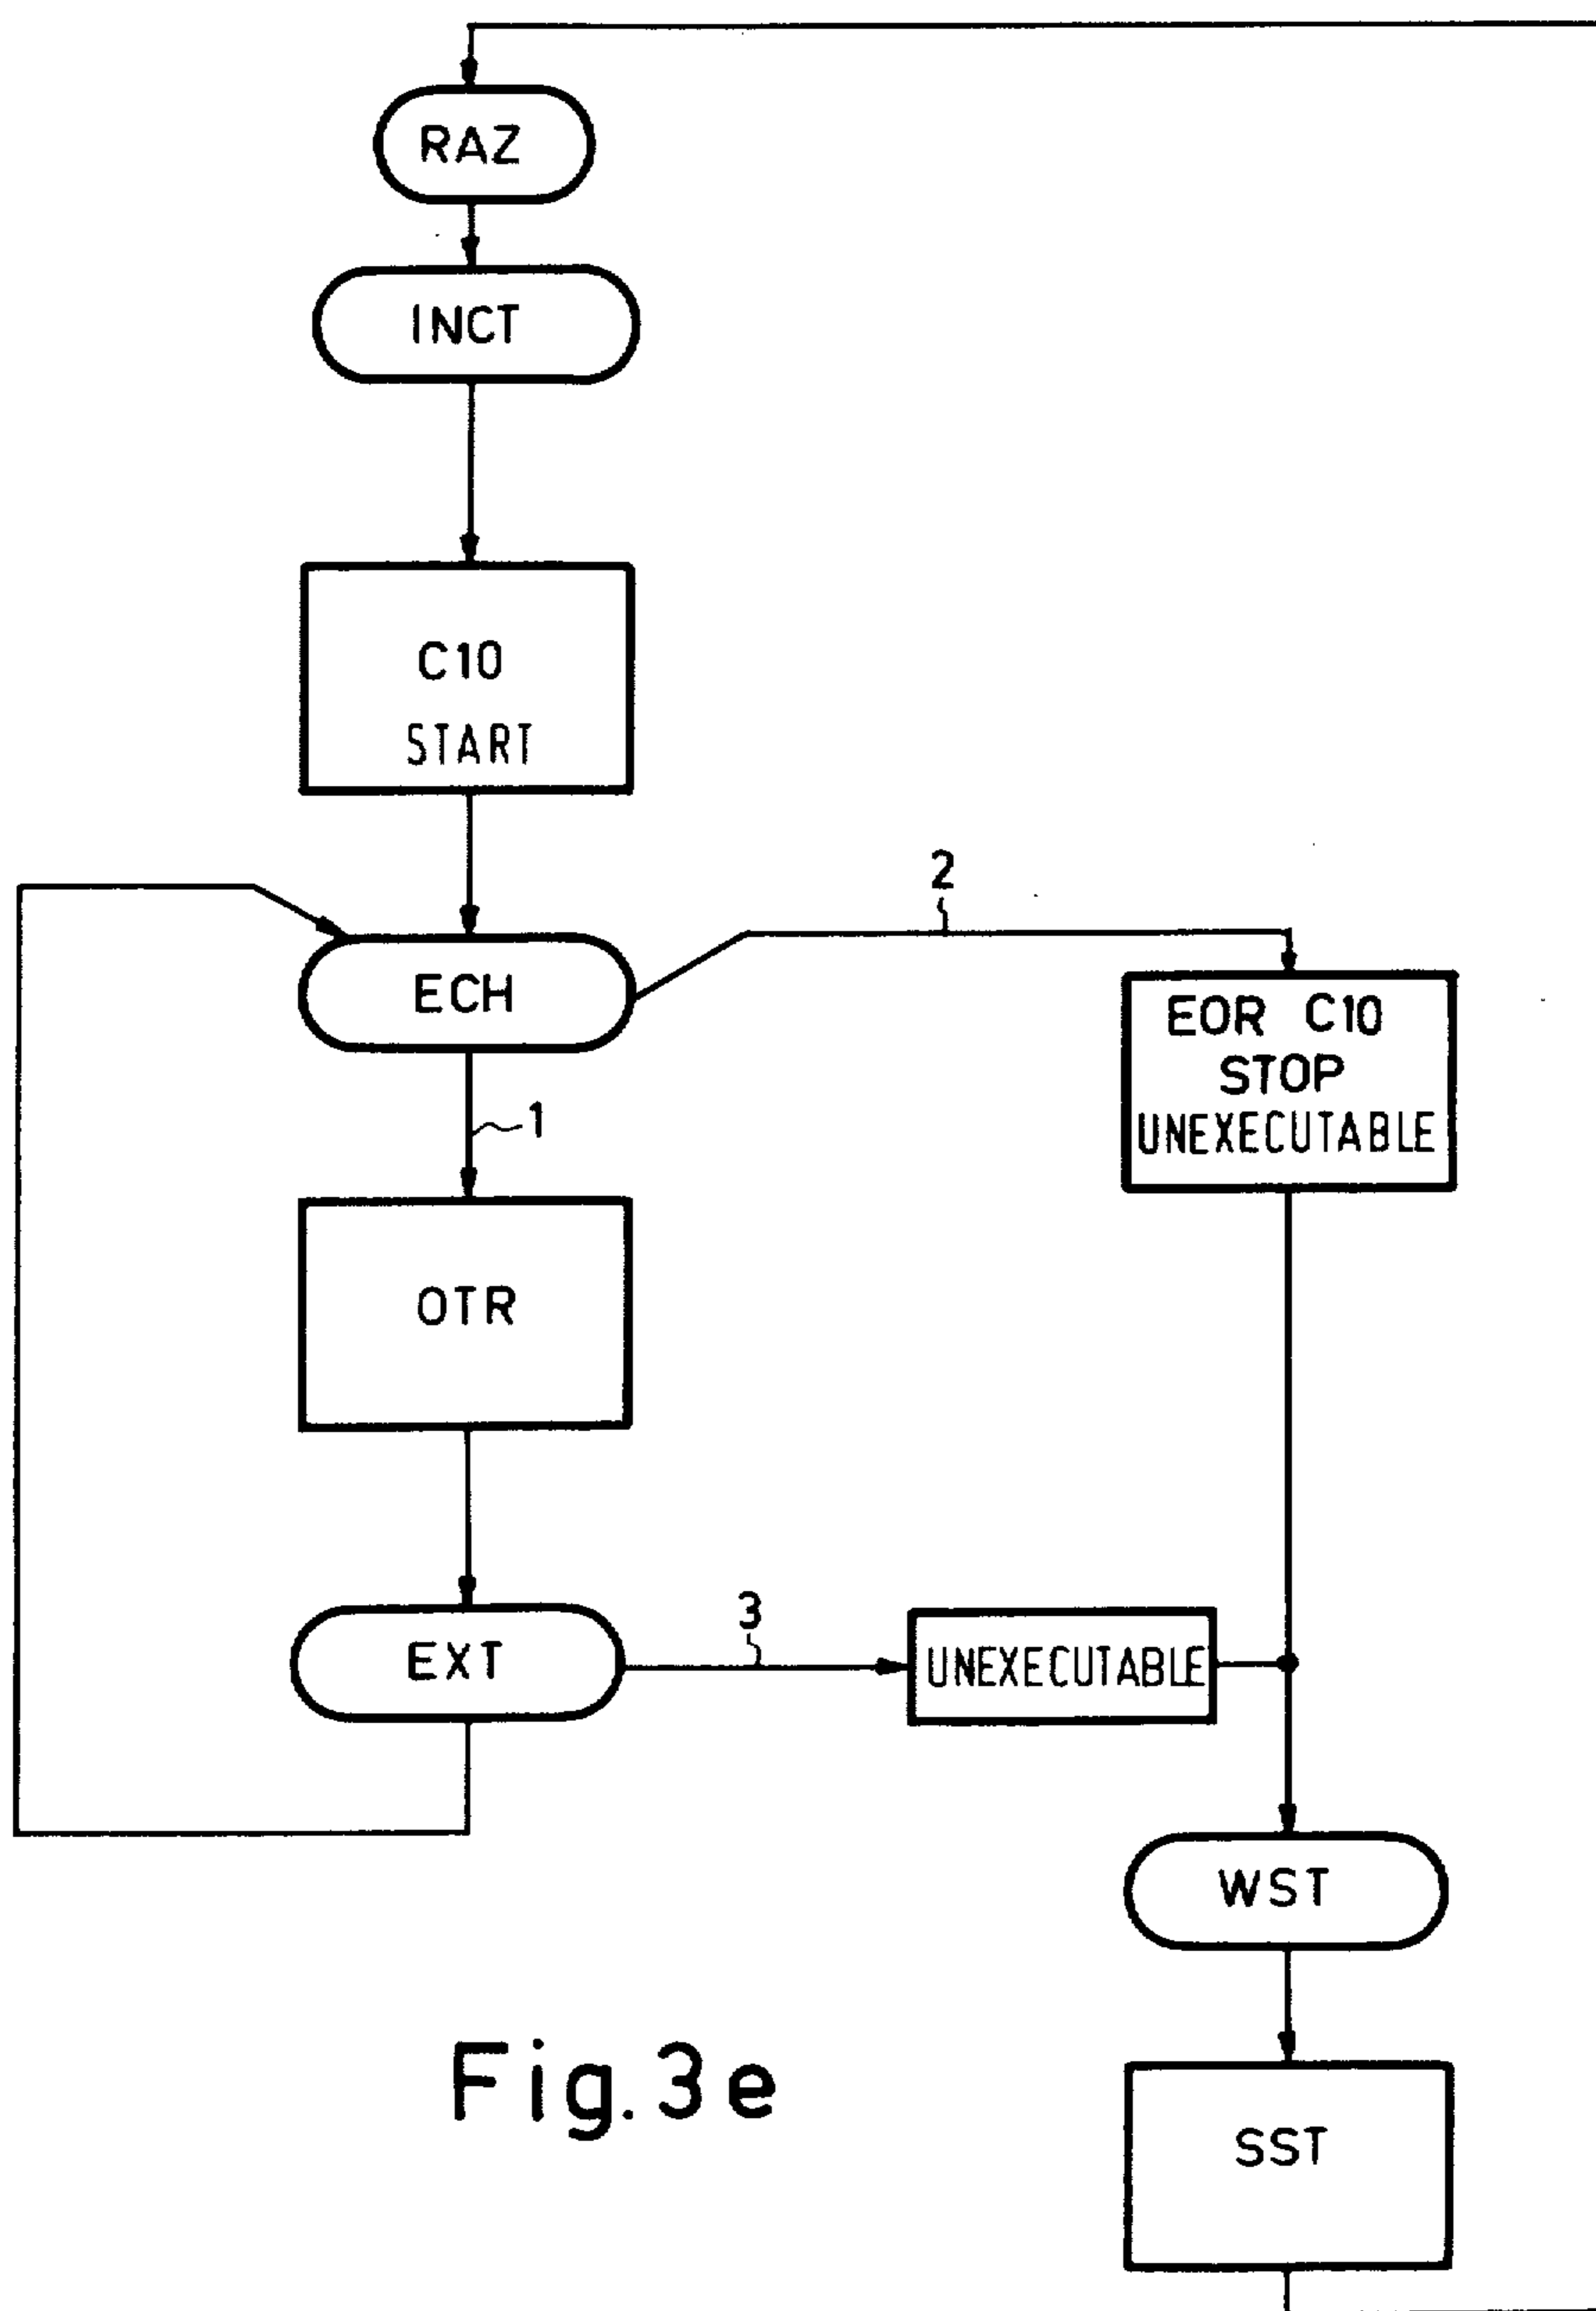 RAZ
INCT
C10
START
2
ECH
EOR C10
STOP
UNEXECUTABLE
1
OTR
3
EXT
UNEXECUTABLE
WST
Fig.3e
SST